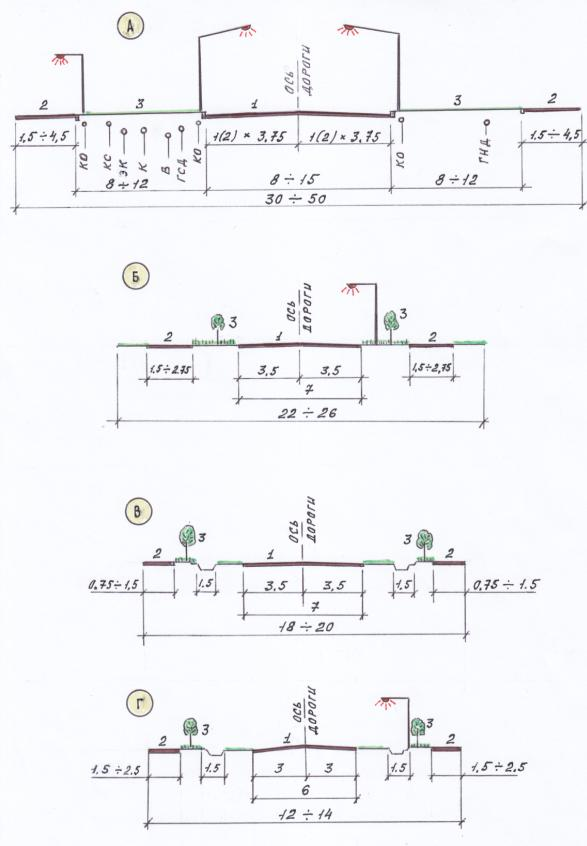 А
ОСЬ
ДОРОГИ
2 3 1 3 2
1,5÷4,5 1(2) × 3,75 1(2) × 3,75 1,5÷4,5
КО КС ЭК К В ГСД КО КО ГНД
8÷12 8÷15 8÷12
30÷50
Б
ОСЬ
ДОРОГИ
3 3
2 1 2
1,5÷2,75 3,5 3,5 1,5÷2,75
7
22÷26
В
ОСЬ
ДОРОГИ
3 3
2 1 2
0,75÷1,5 1.5 3,5 3,5 1,5 0,75÷1.5
7
18÷20
Г
ОСЬ
ДОРОГИ
3 3
2 1 2
1,5÷2.5 1.5 3 3 1.5 1.5÷2.5
6
12÷14